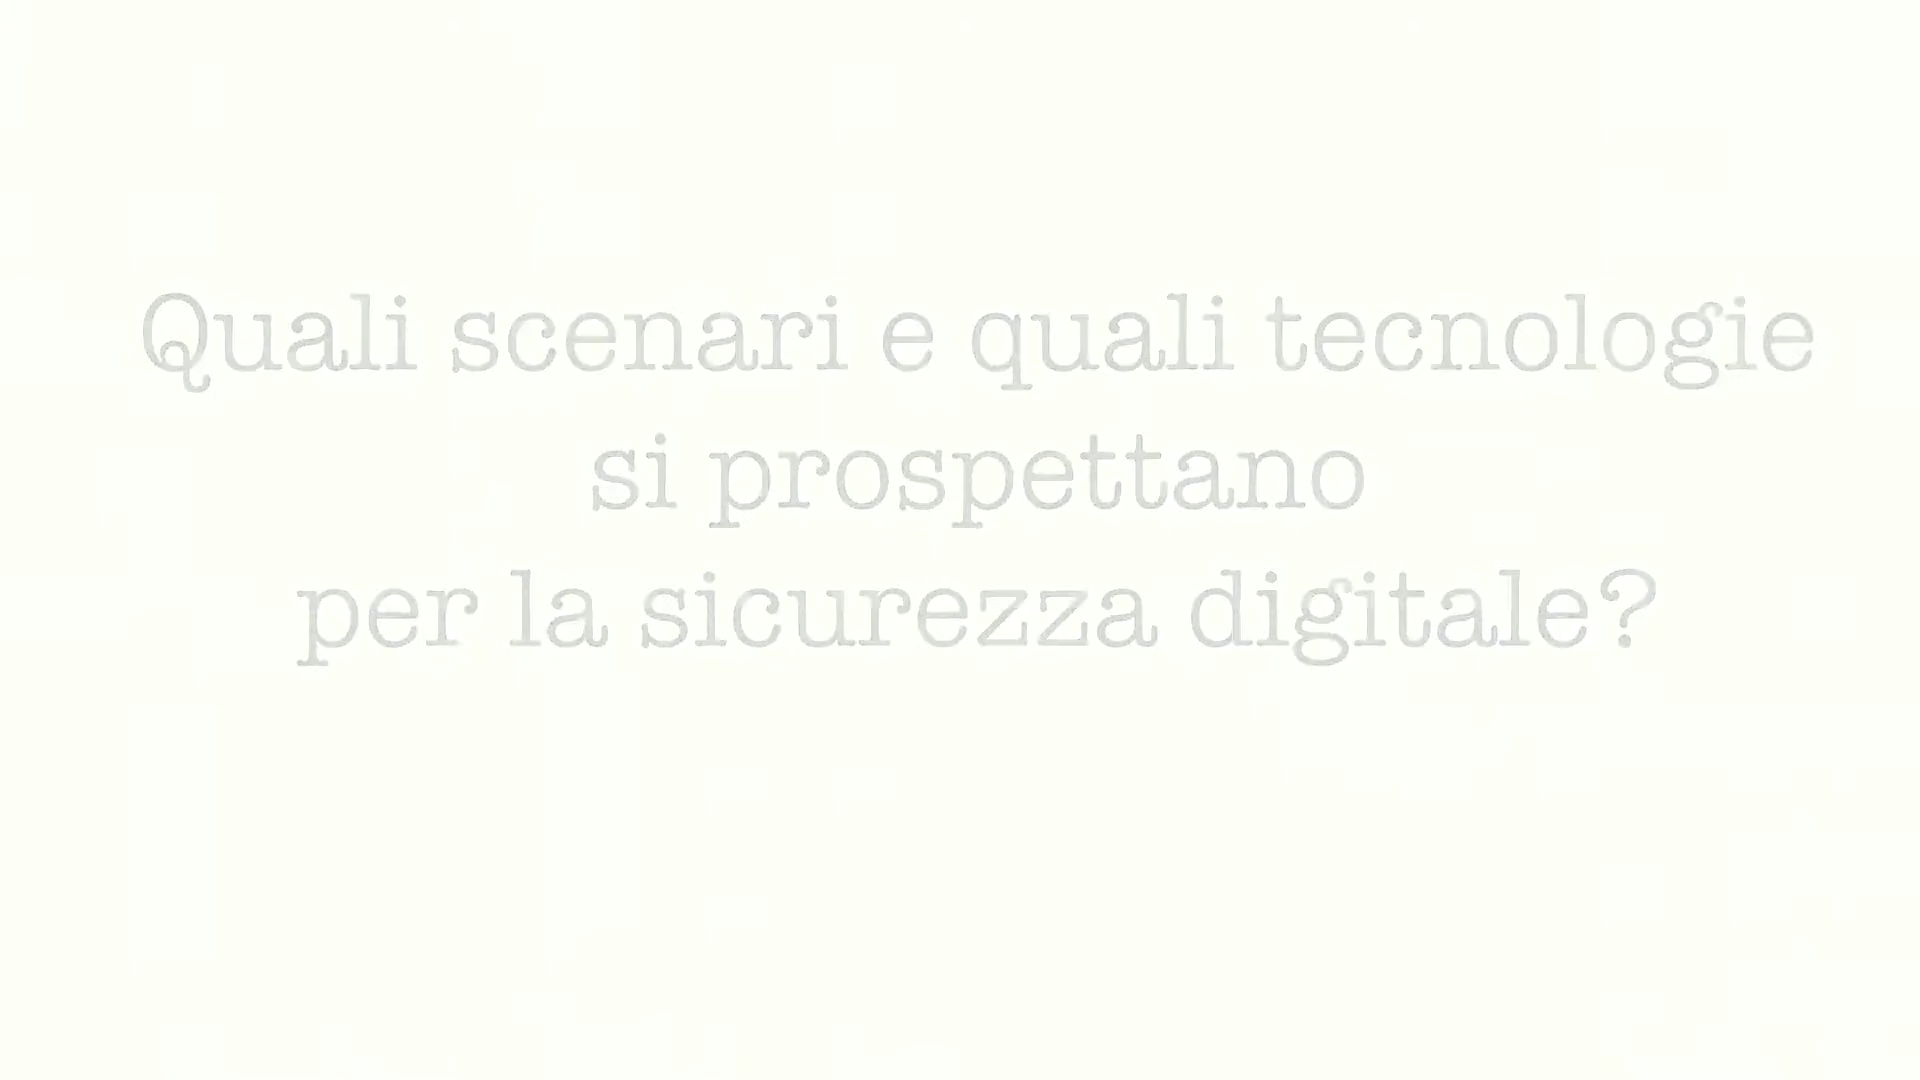 Quali scenari e quali tecnologie
si prospettano
per la sicurezza digitale?